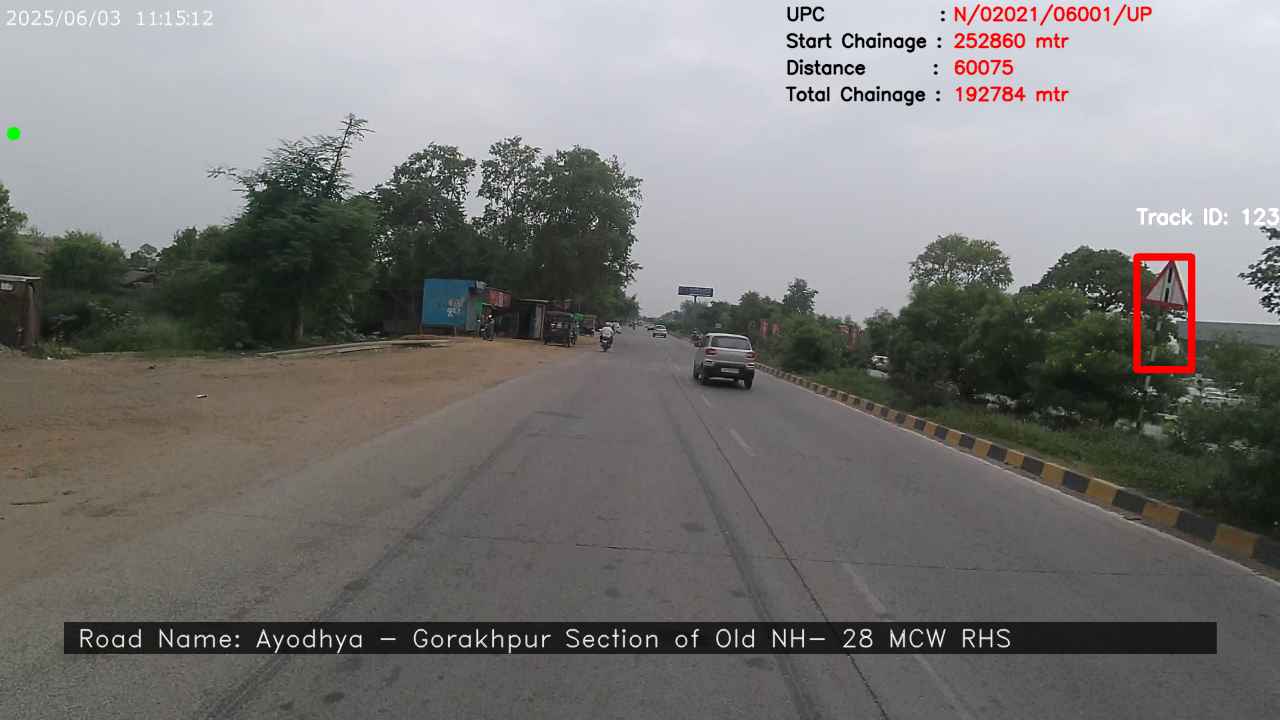 2025/06/03 11:15:12
UPC : N/02021/06001/UP
Start Chainage : 252860 mtr
Distance : 60075
Total Chainage : 192784 mtr
Track ID: 123
Road Name: Ayodhya - Gorakhpur Section of Old NH- 28 MCW RHS